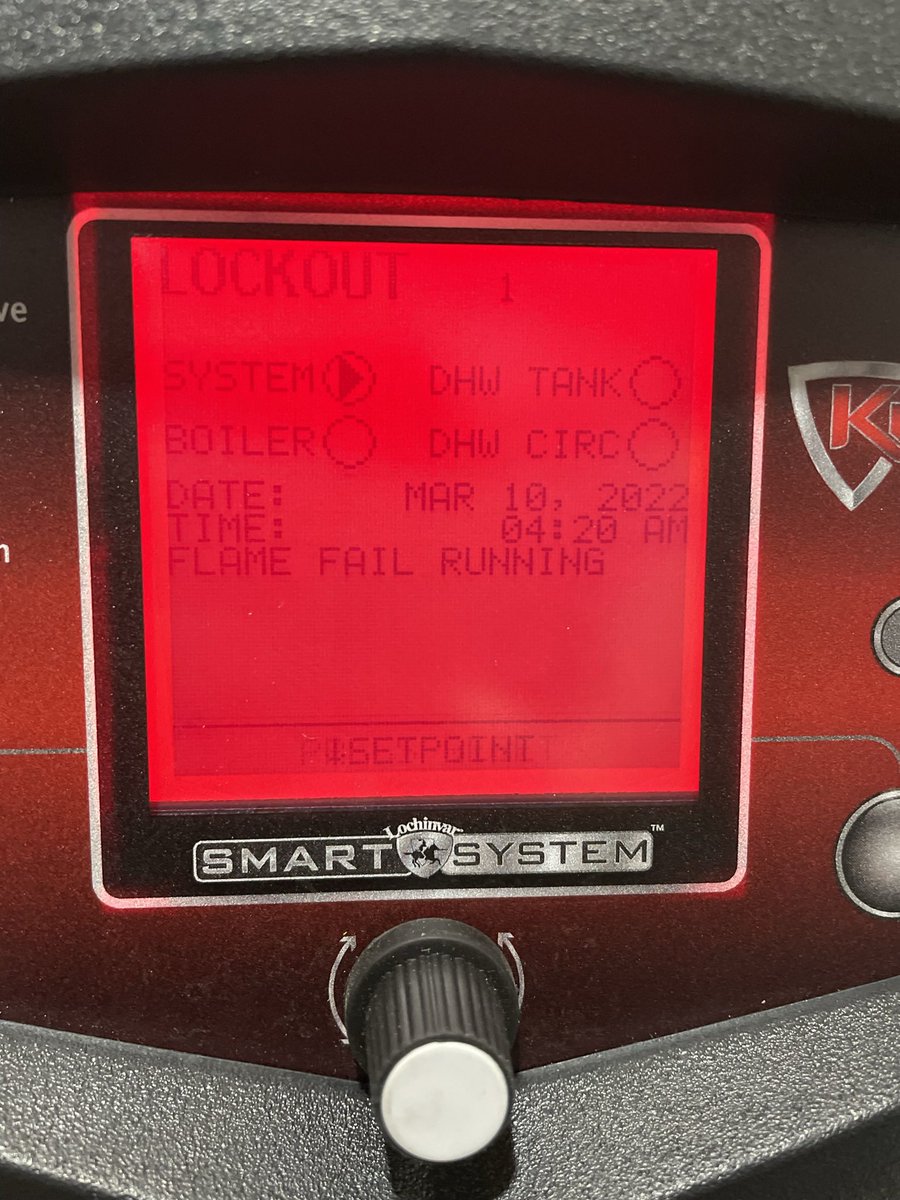 LOCKOUT 1
SYSTEM DHW TANK
BOILER DHW CIRC
DATE: MAR 10, 2022
TIME: 04:20 AM
FLAME FAIL RUNNING
Lochinvar
SMART SYSTEM ™